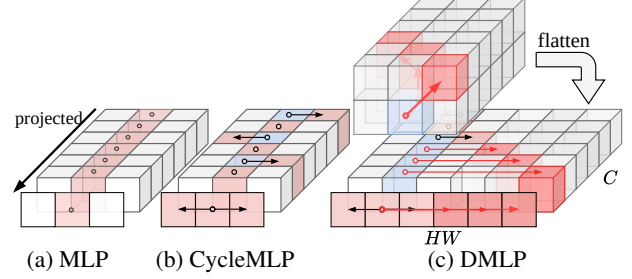 flatten
projected
C
HW
(a) MLP (b) CycleMLP (c) DMLP